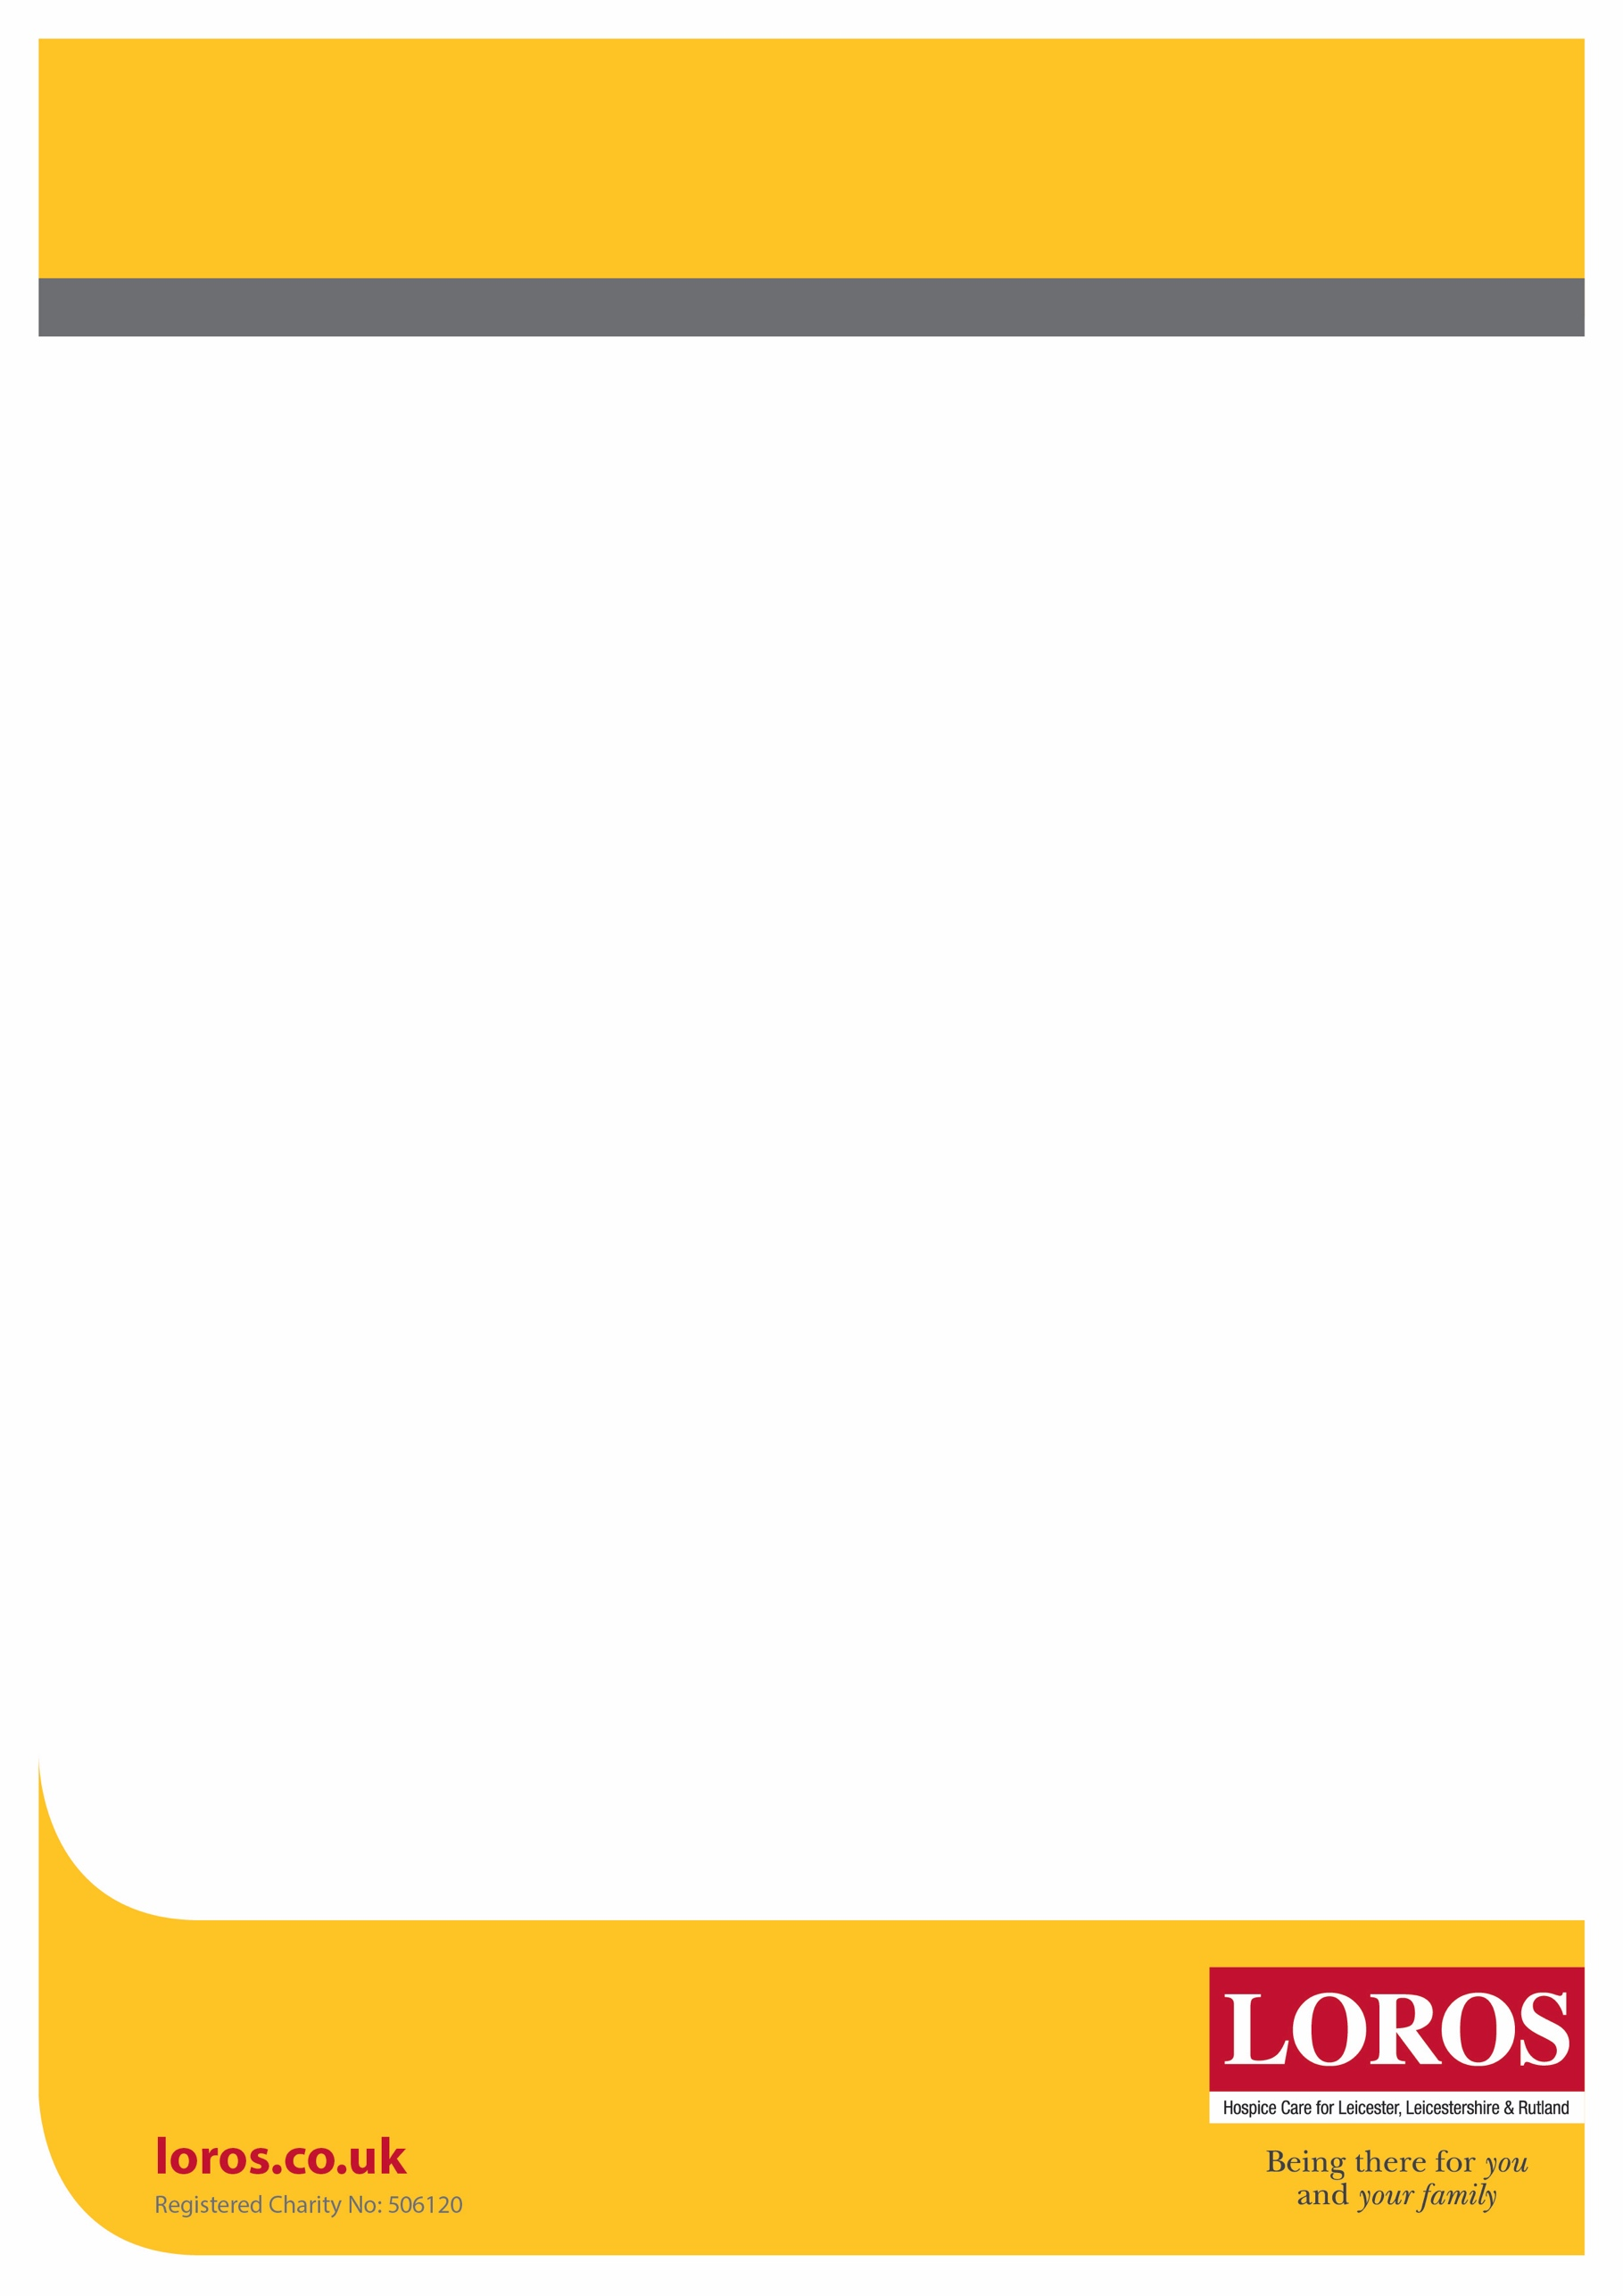 LOROS
Hospice Care for Leicester, Leicestershire & Rutland
loros.co.uk
Being there for you
and your family
Registered Charity No: 506120